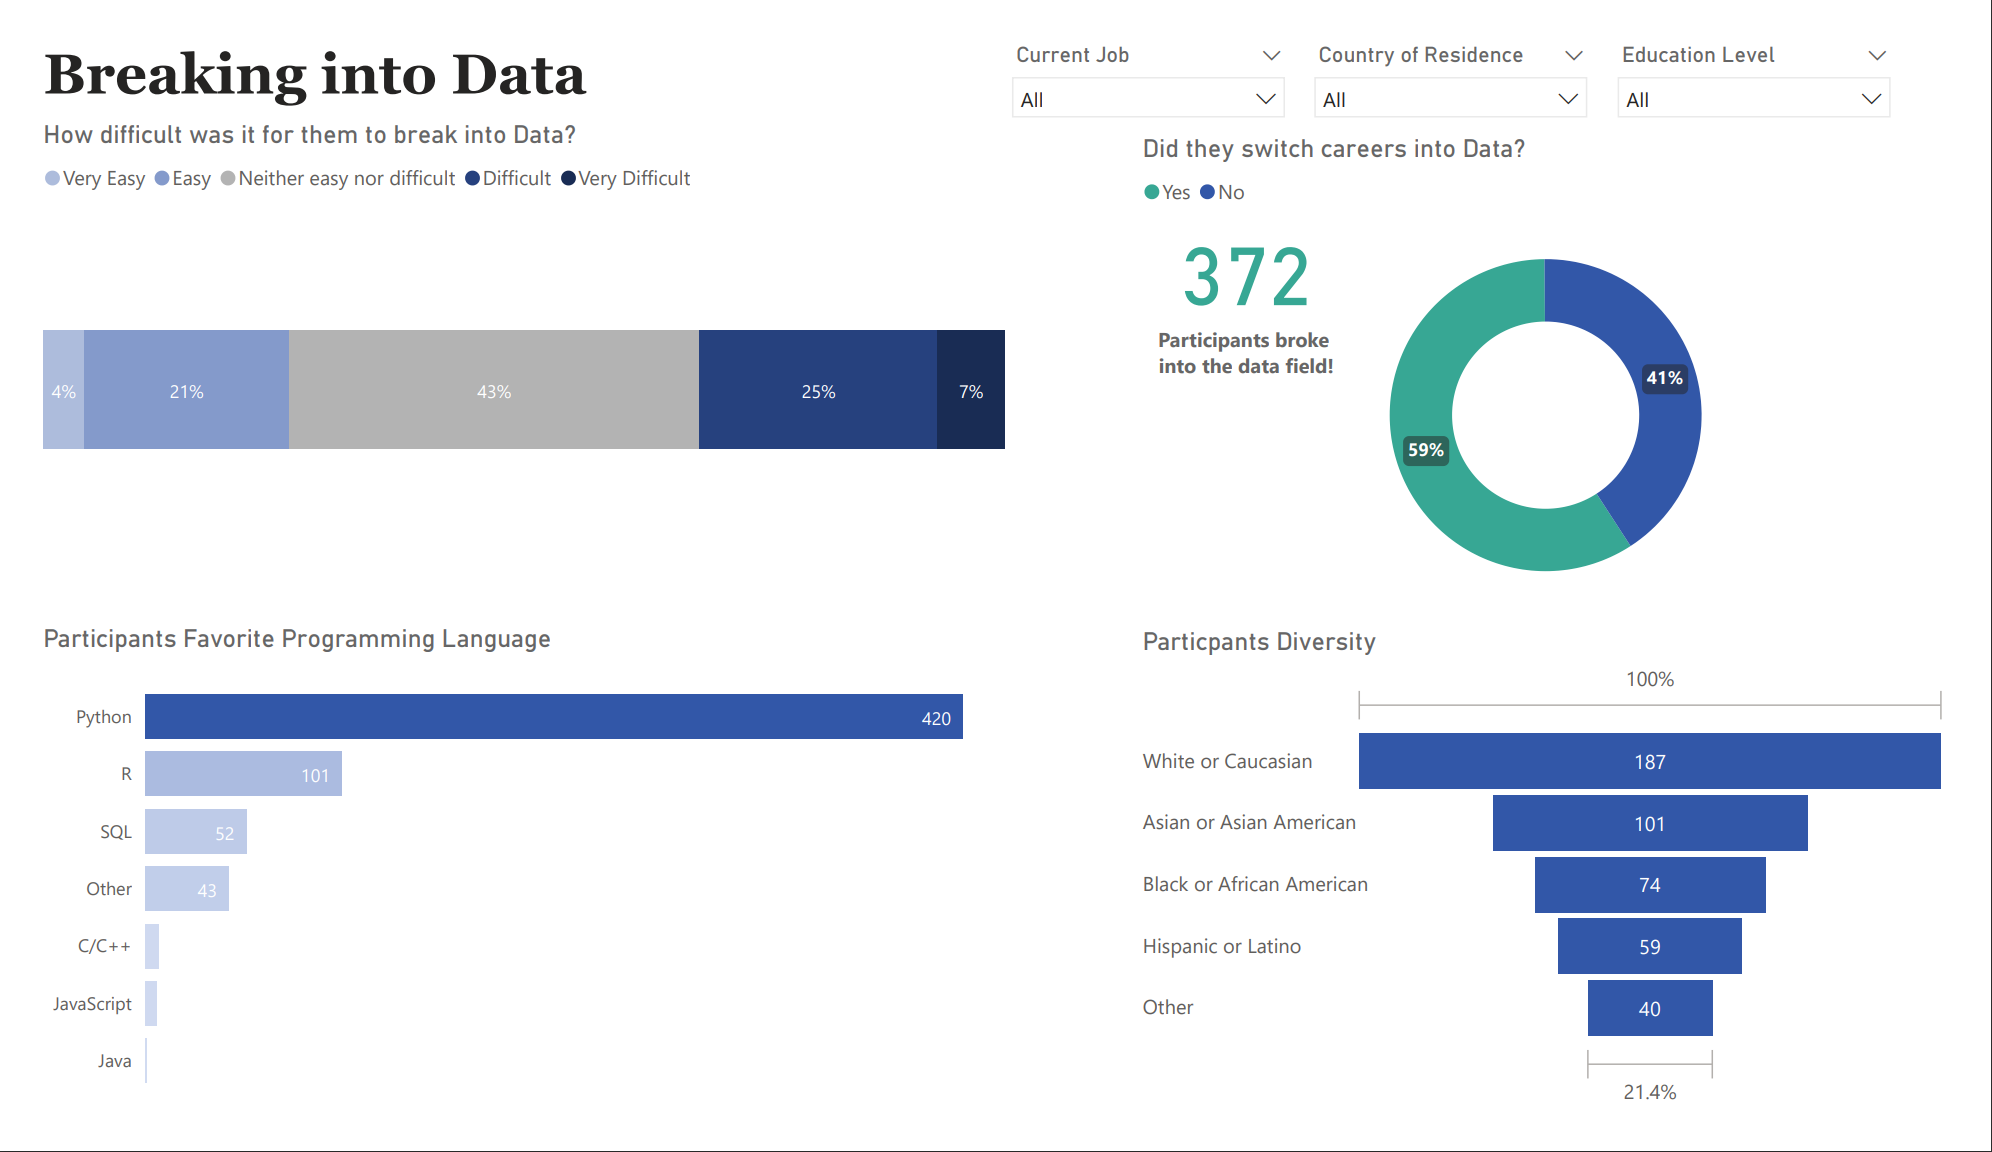 Breaking into Data
How difficult was it for them to break into Data?
Very Easy Easy Neither easy nor difficult Difficult Very Difficult
4% 21% 43% 25% 7%
Current Job Country of Residence Education Level
All All All
Did they switch careers into Data?
Yes No
372
Participants broke
into the data field!
41%
59%
Participants Favorite Programming Language
Python 420
R 101
SQL 52
Other 43
C/C++
JavaScript
Java
Particpants Diversity
100%
White or Caucasian 187
Asian or Asian American 101
Black or African American 74
Hispanic or Latino 59
Other 40
21.4%